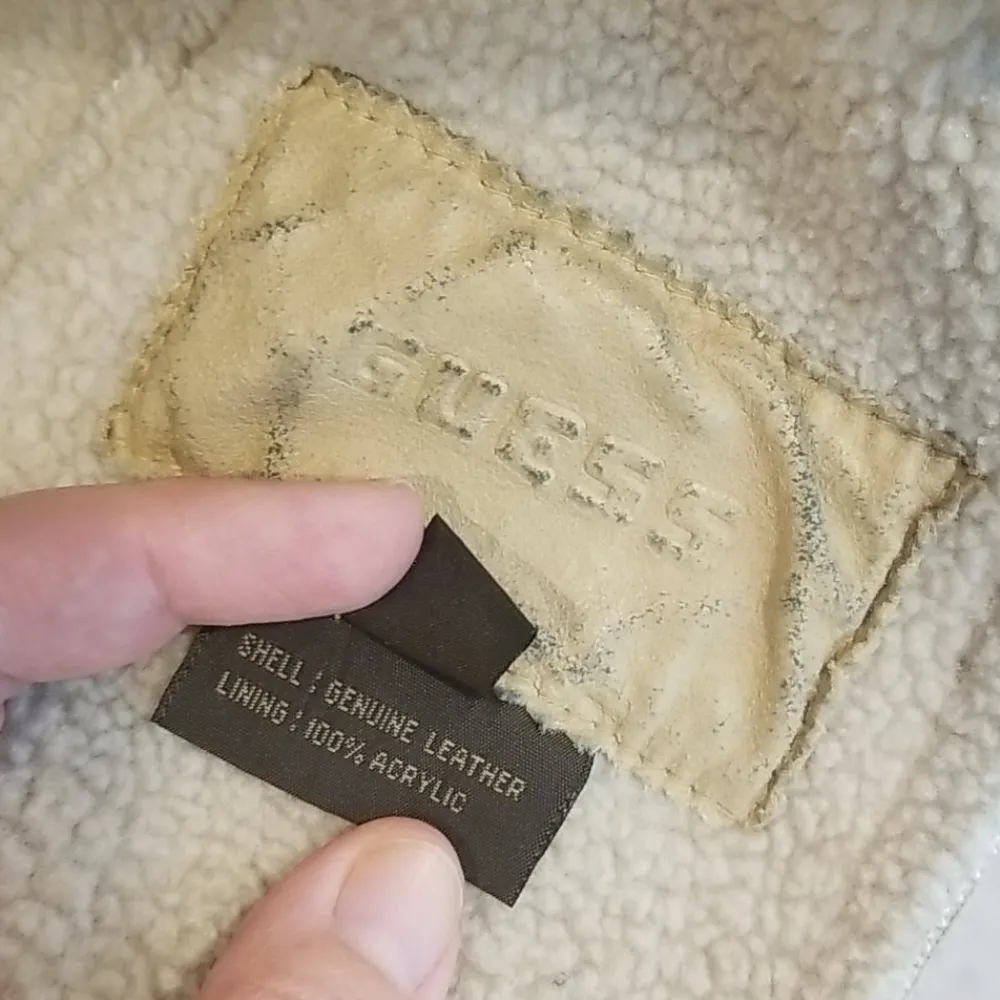 GUESS
SHELL : GENUINE LEATHER
LINING : 100% ACRYLIC